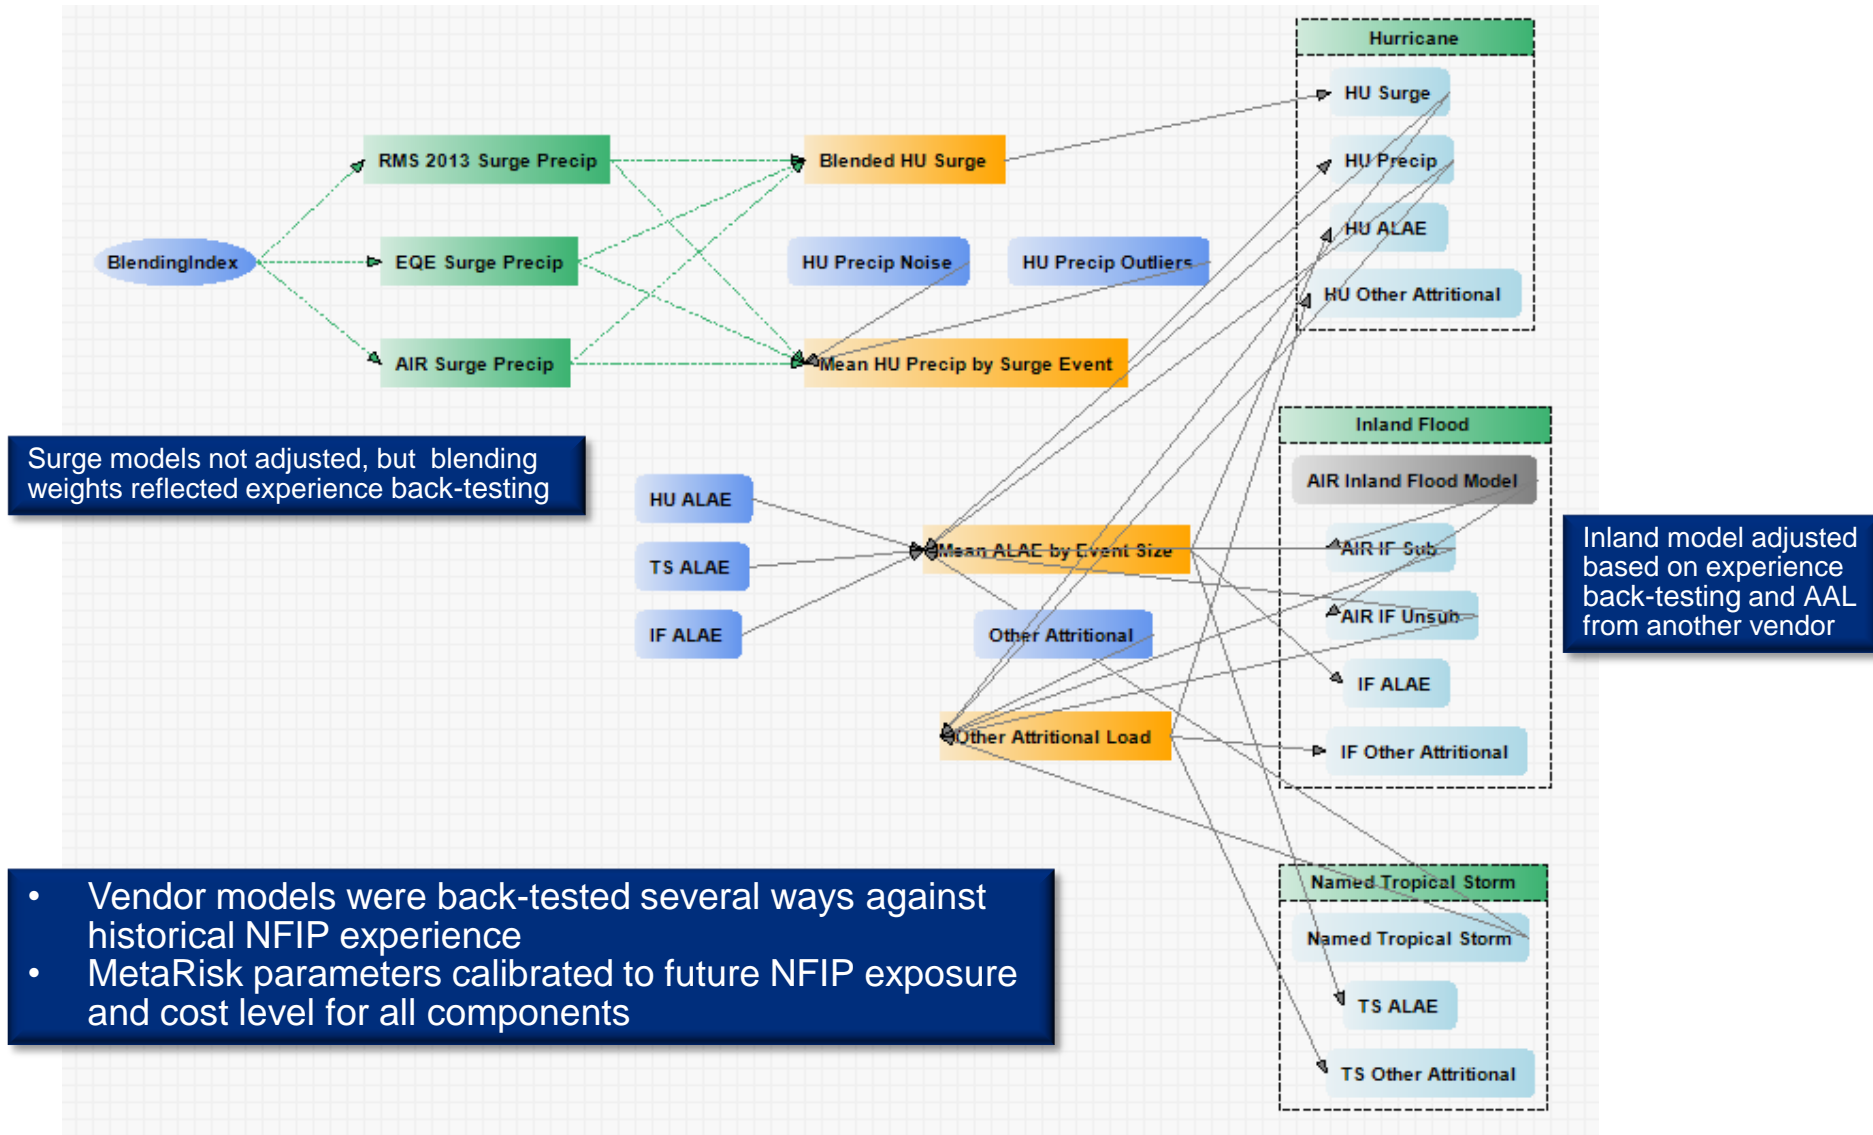 Hurricane
HU Surge
HU Precip
HU ALAE
HU Other Attritional
RMS 2013 Surge Precip
Blended HU Surge
BlendingIndex
EQE Surge Precip
HU Precip Noise
HU Precip Outliers
AIR Surge Precip
Mean HU Precip by Surge Event
Surge models not adjusted, but blending
weights reflected experience back-testing
Inland Flood
AIR Inland Flood Model
AIR IF Sub
AIR IF Unsub
IF ALAE
IF Other Attritional
HU ALAE
TS ALAE
IF ALAE
Mean ALAE by Event Size
Other Attritional
Other Attritional Load
Inland model adjusted
based on experience
back-testing and AAL
from another vendor
• Vendor models were back-tested several ways against
historical NFIP experience
• MetaRisk parameters calibrated to future NFIP exposure
and cost level for all components
Named Tropical Storm
Named Tropical Storm
TS ALAE
TS Other Attritional